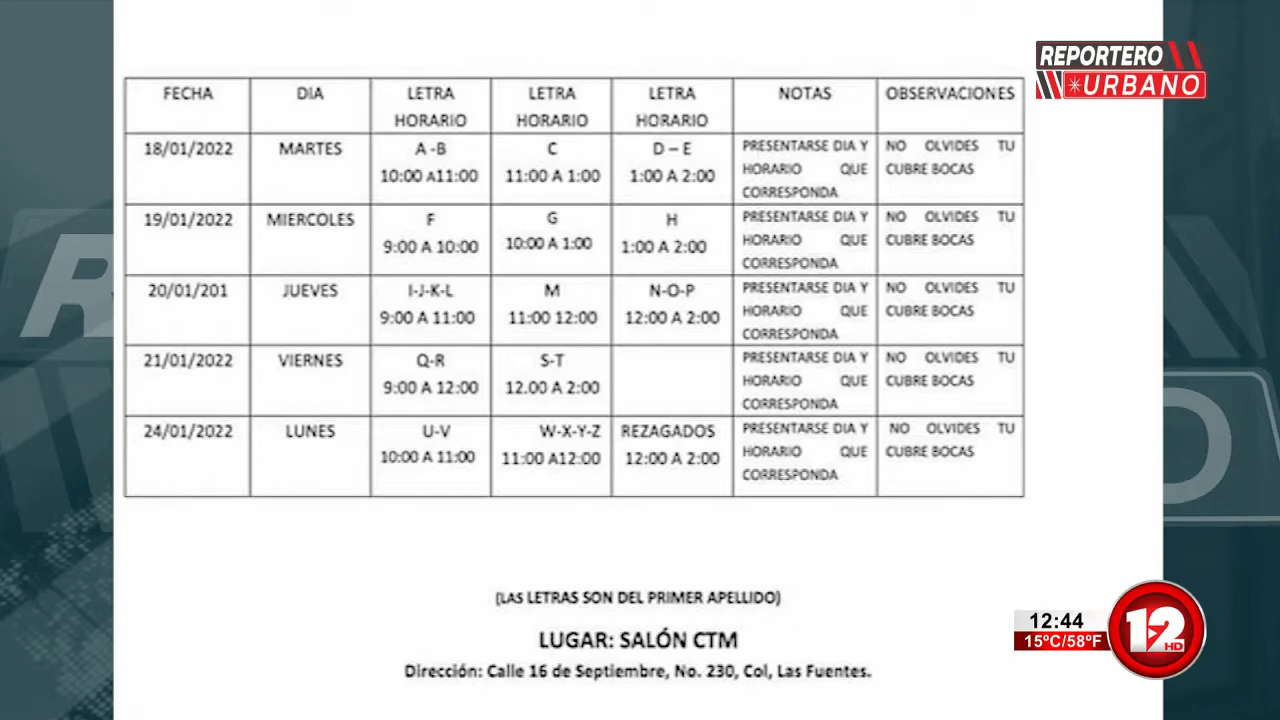 REPORTERO
URBANO
FECHA DIA LETRA HORARIO LETRA HORARIO LETRA HORARIO NOTAS OBSERVACIONES
18/01/2022 MARTES A -B 10:00 A11:00 C 11:00 A 1:00 D – E 1:00 A 2:00 PRESENTARSE DIA Y HORARIO QUE CORRESPONDA NO OLVIDES TU CUBRE BOCAS
19/01/2022 MIERCOLES F 9:00 A 10:00 G 10:00 A 1:00 H 1:00 A 2:00 PRESENTARSE DIA Y HORARIO QUE CORRESPONDA NO OLVIDES TU CUBRE BOCAS
20/01/201 JUEVES I-J-K-L 9:00 A 11:00 M 11:00 12:00 N-O-P 12:00 A 2:00 PRESENTARSE DIA Y HORARIO QUE CORRESPONDA NO OLVIDES TU CUBRE BOCAS
21/01/2022 VIERNES Q-R 9:00 A 12:00 S-T 12.00 A 2:00 PRESENTARSE DIA Y HORARIO QUE CORRESPONDA NO OLVIDES TU CUBRE BOCAS
24/01/2022 LUNES U-V 10:00 A 11:00 W-X-Y-Z 11:00 A12:00 REZAGADOS 12:00 A 2:00 PRESENTARSE DIA Y HORARIO QUE CORRESPONDA NO OLVIDES TU CUBRE BOCAS
(LAS LETRAS SON DEL PRIMER APELLIDO)
LUGAR: SALÓN CTM
Dirección: Calle 16 de Septiembre, No. 230, Col, Las Fuentes.
12:44
15ºC/58ºF
12
HD